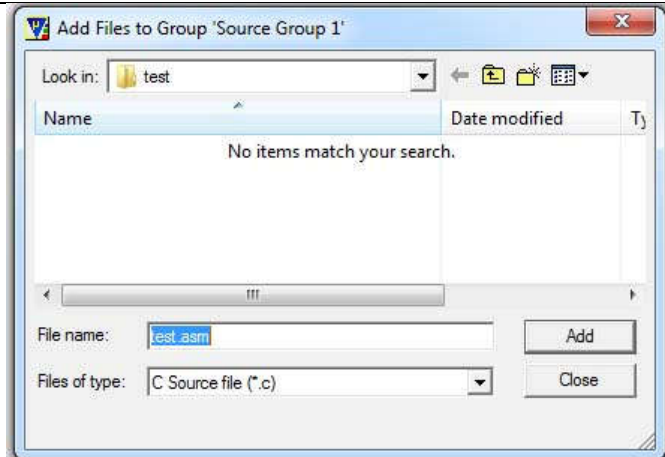 Add Files to Group 'Source Group 1'
Look in: test
Name Date modified Ty
No items match your search.
File name: test.asm Add
Files of type: C Source file (*.c) Close